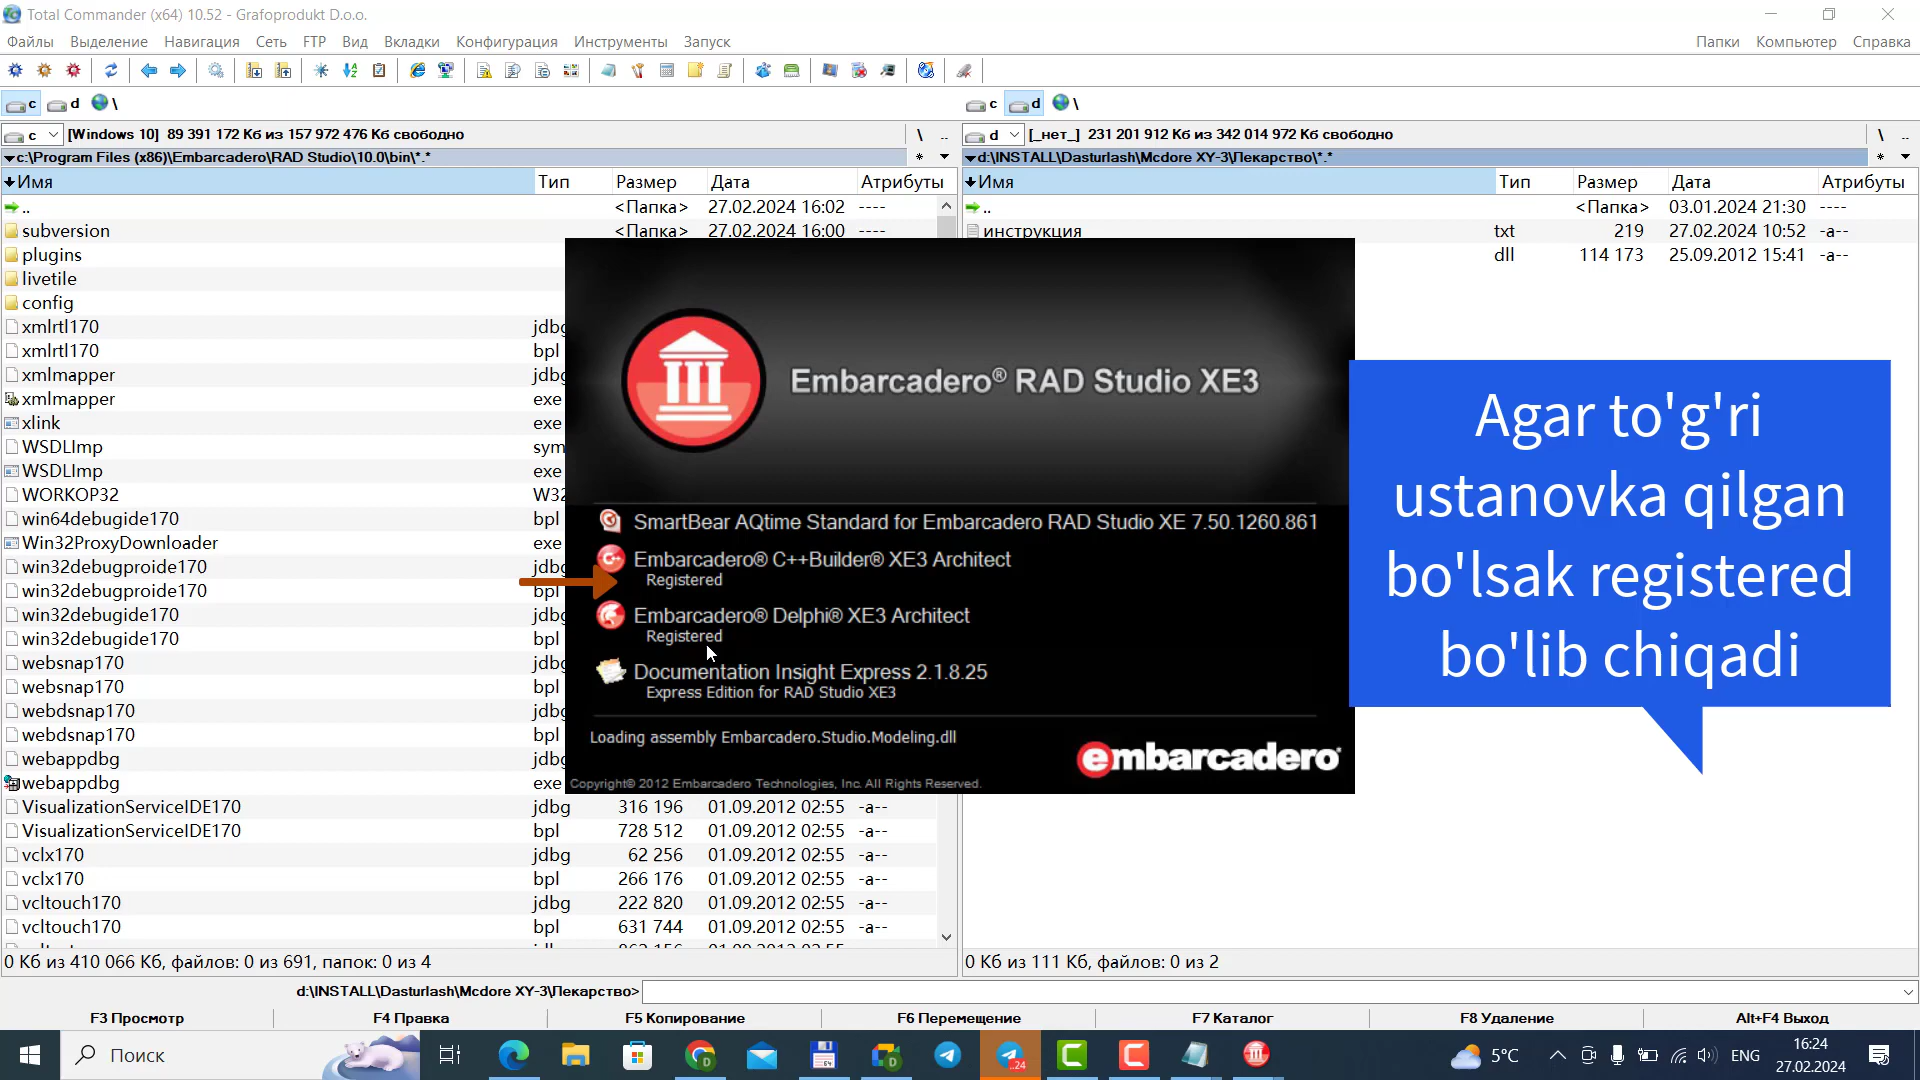 Total Commander (x64) 10.52 - Grafoprodukt D.o.o.
Файлы Выделение Навигация Сеть FTP Вид Вкладки Конфигурация Инструменты Запуск Папки Компьютер Справка
c d \
c d \
c [Windows 10] 89 391 172 Кб из 157 972 476 Кб свободно \ ..
d [_нет_] 231 201 912 Кб из 342 014 972 Кб свободно \ ..
c:\Program Files (x86)\Embarcadero\RAD Studio\10.0\bin\*.* *
d:\INSTALL\Dasturlash\Mcdore XY-3\Лекарство\*.* *
Имя Тип Размер Дата Атрибуты
.. <Папка> 27.02.2024 16:02 ----
subversion <Папка> 27.02.2024 16:00 ----
plugins
livetile
config
xmlrtl170 jdbg
xmlrtl170 bpl
xmlmapper jdbg
xmlmapper exe
xlink exe
WSDLImp sym
WSDLImp exe
WORKOP32 W32
win64debugide170 bpl
Win32ProxyDownloader exe
win32debugproide170 jdbg
win32debugproide170 bpl
win32debugide170 jdbg
win32debugide170 bpl
websnap170 jdbg
websnap170 bpl
webdsnap170 jdbg
webdsnap170 bpl
webappdbg jdbg
webappdbg exe
VisualizationServiceIDE170 jdbg 316 196 01.09.2012 02:55 -a--
VisualizationServiceIDE170 bpl 728 512 01.09.2012 02:55 -a--
vclx170 jdbg 62 256 01.09.2012 02:55 -a--
vclx170 bpl 266 176 01.09.2012 02:55 -a--
vcltouch170 jdbg 222 820 01.09.2012 02:55 -a--
vcltouch170 bpl 631 744 01.09.2012 02:55 -a--
0 Кб из 410 066 Кб, файлов: 0 из 691, папок: 0 из 4
Имя Тип Размер Дата Атрибуты
.. <Папка> 03.01.2024 21:30 ----
инструкция txt 219 27.02.2024 10:52 -a--
dll 114 173 25.09.2012 15:41 -a--
0 Кб из 111 Кб, файлов: 0 из 2
Embarcadero® RAD Studio XE3
SmartBear AQtime Standard for Embarcadero RAD Studio XE 7.50.1260.861
Embarcadero® C++Builder® XE3 Architect
Registered
Embarcadero® Delphi® XE3 Architect
Registered
Documentation Insight Express 2.1.8.25
Express Edition for RAD Studio XE3
Loading assembly Embarcadero.Studio.Modeling.dll
embarcadero
Copyright© 2012 Embarcadero Technologies, Inc. All Rights Reserved.
Agar to'g'ri
ustanovka qilgan
bo'lsak registered
bo'lib chiqadi
d:\INSTALL\Dasturlash\Mcdore XY-3\Лекарство>
F3 Просмотр F4 Правка F5 Копирование F6 Перемещение F7 Каталог F8 Удаление Alt+F4 Выход
Поиск ..24 5°C ENG 16:24
27.02.2024